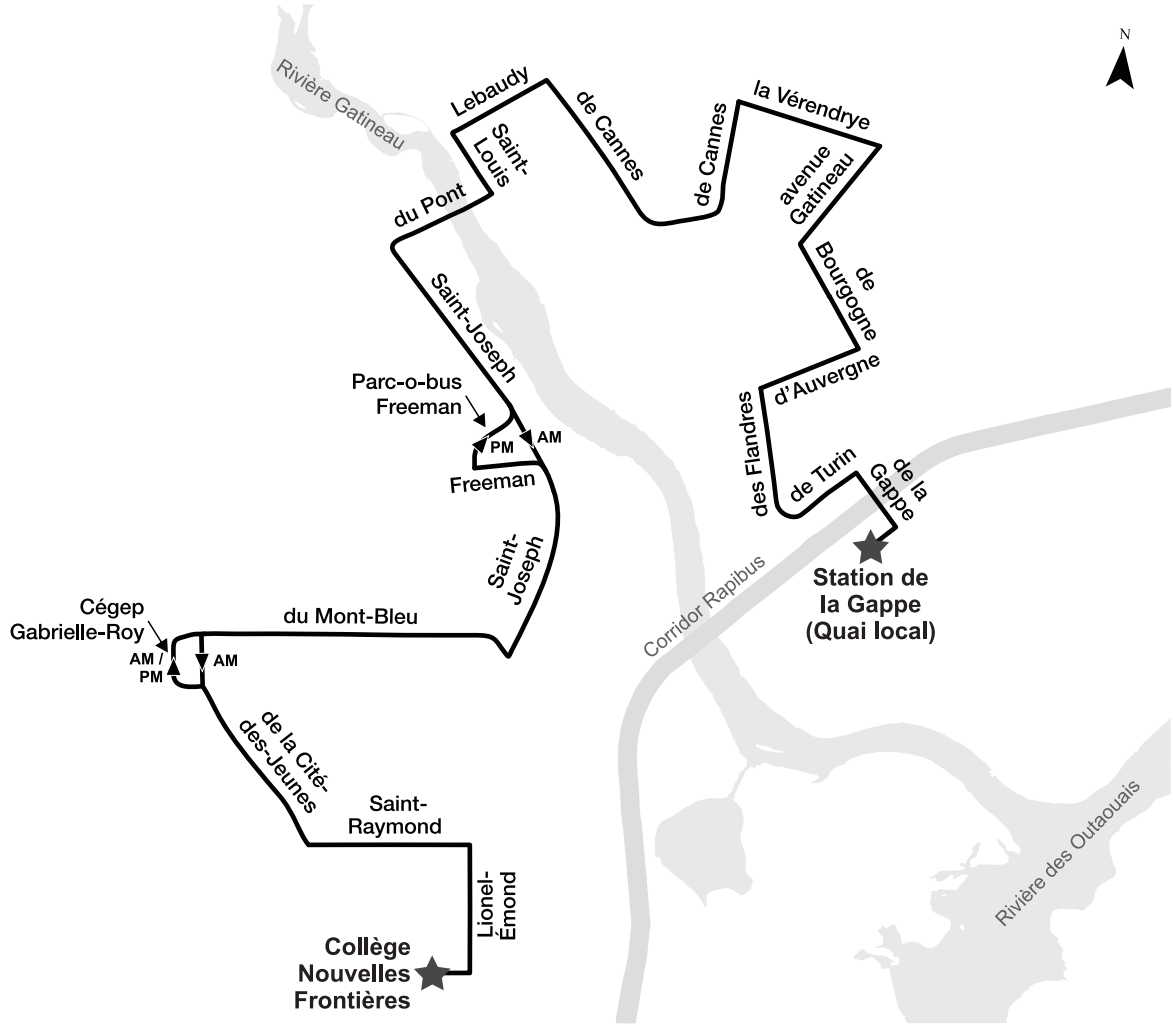 N
Rivière Gatineau
Lebaudy
de Cannes
de Cannes
la Vérendrye
Saint-
Louis
avenue
Gatineau
du Pont
de
Bourgogne
Saint-Joseph
d'Auvergne
Parc-o-bus
Freeman
PM
AM
Freeman
des Flandres
de Turin
de la
Gappe
Saint-
Joseph
Station de
la Gappe
(Quai local)
Corridor Rapibus
Cégep
Gabrielle-Roy
AM /
PM
AM
du Mont-Bleu
de la Cité-
des-Jeunes
Saint-
Raymond
Lionel-
Émond
Rivière des Outaouais
Collège
Nouvelles
Frontières